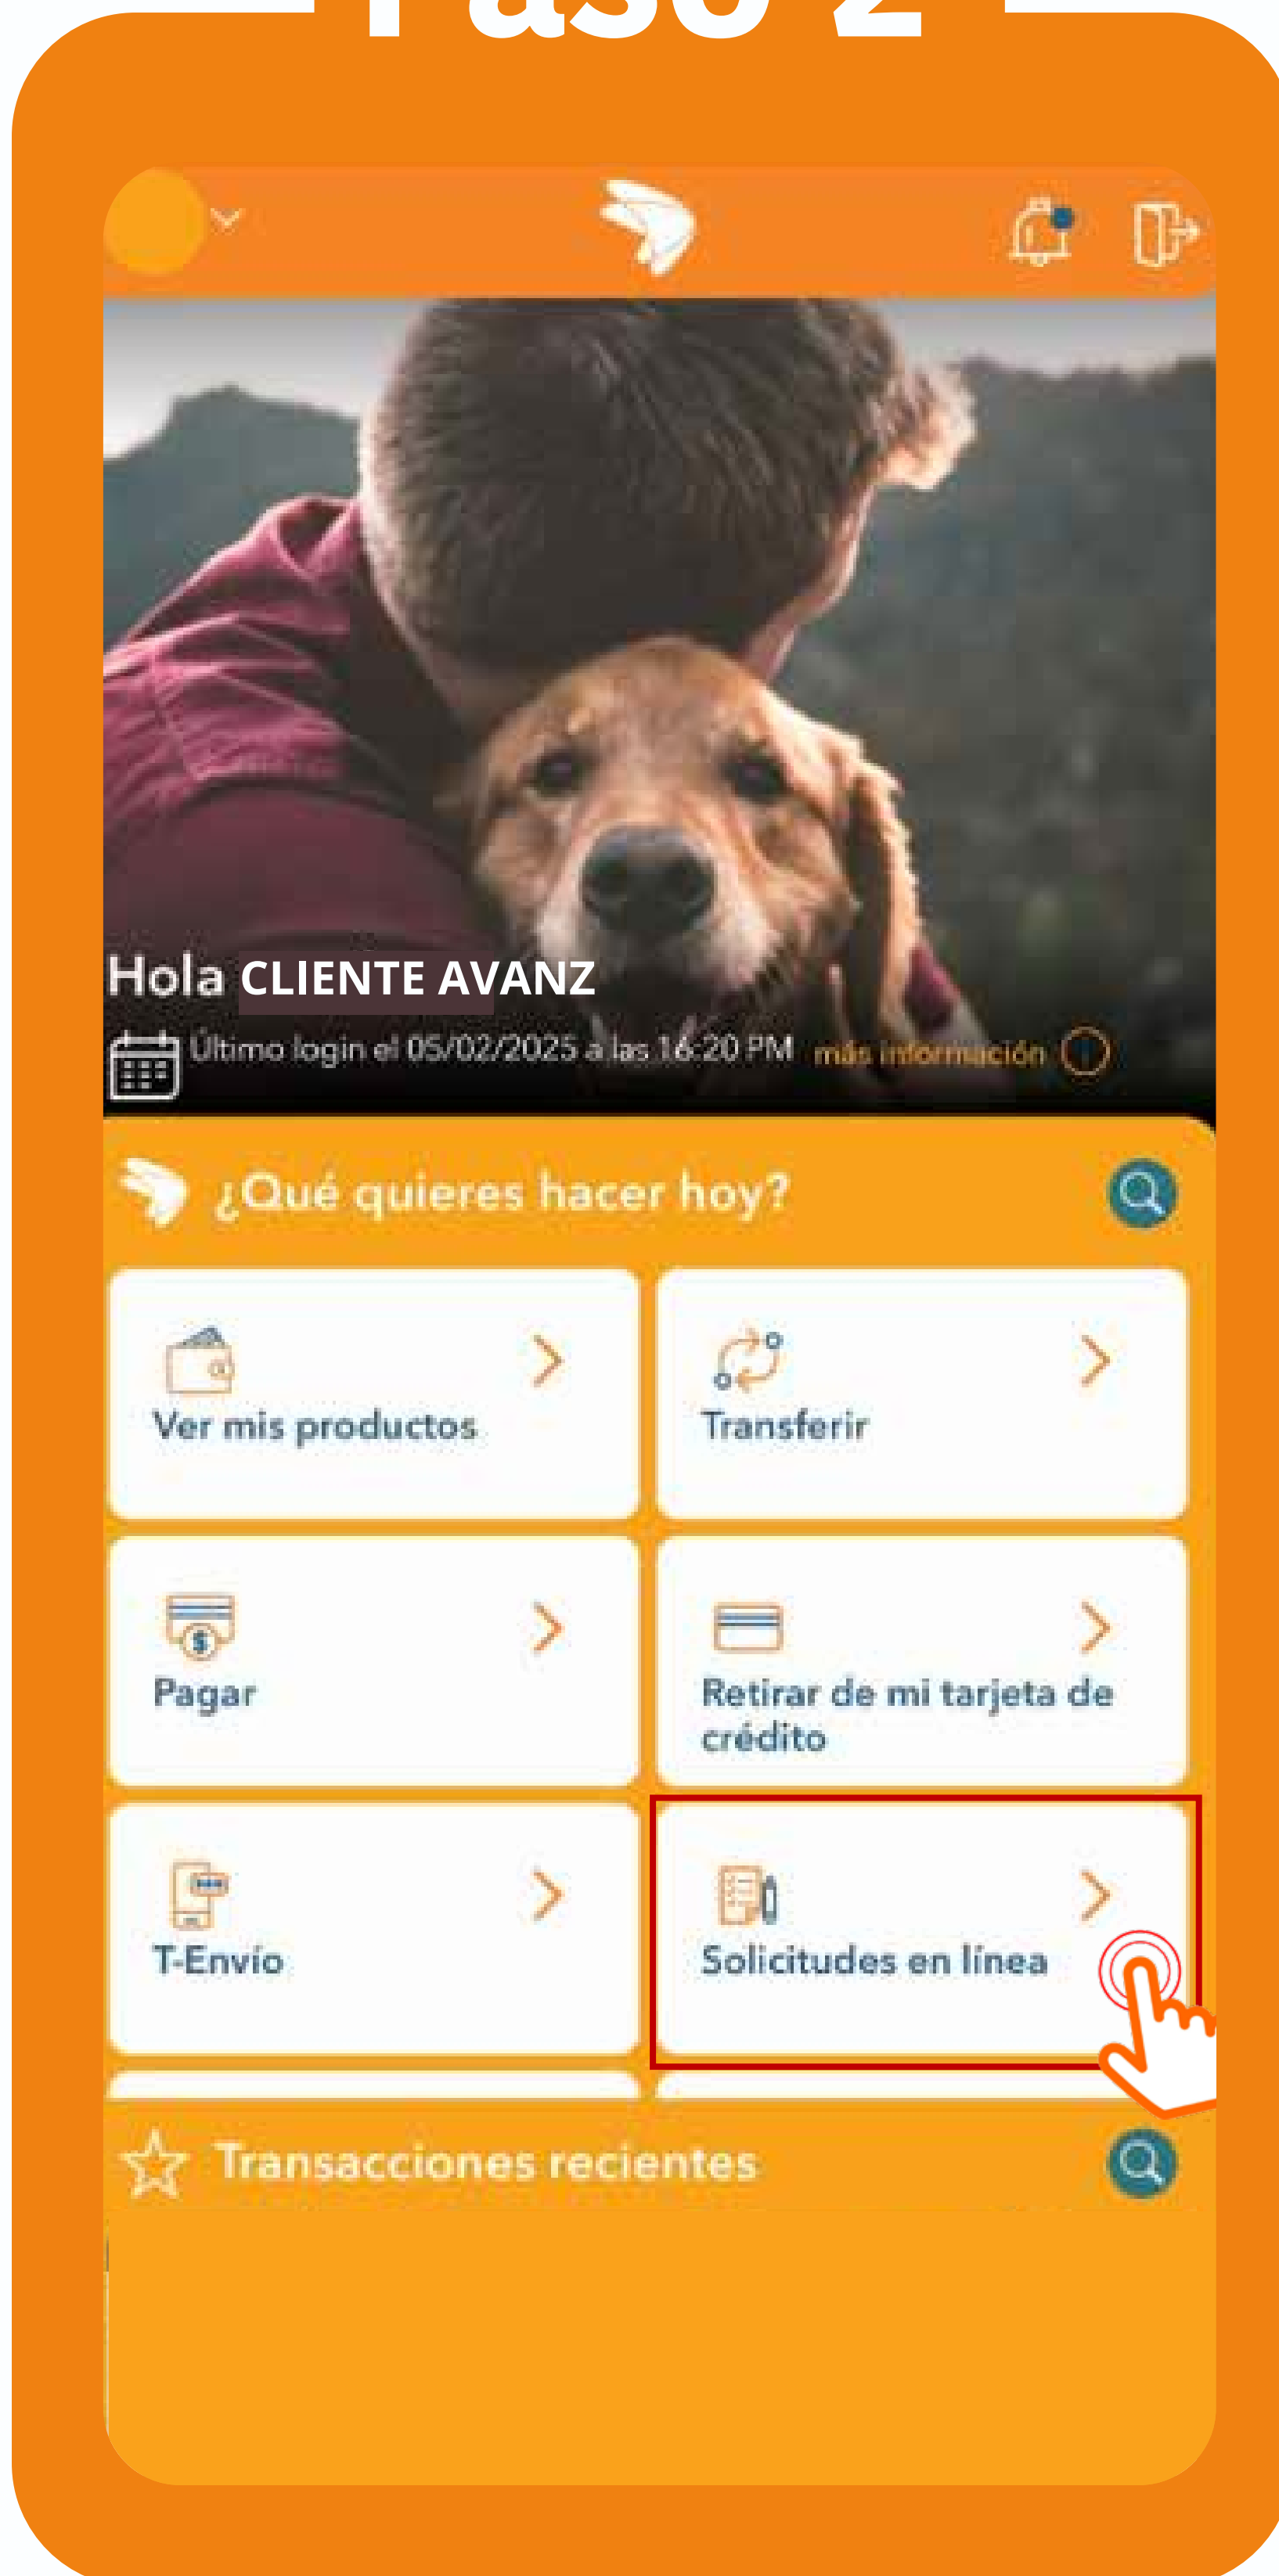 Paso 2
Hola CLIENTE AVANZ
Último login el 05/02/2025 a las 16:20 PM más información
¿Qué quieres hacer hoy?
Ver mis productos
Transferir
Pagar
Retirar de mi tarjeta de
crédito
T-Envío
Solicitudes en línea
Transacciones recientes